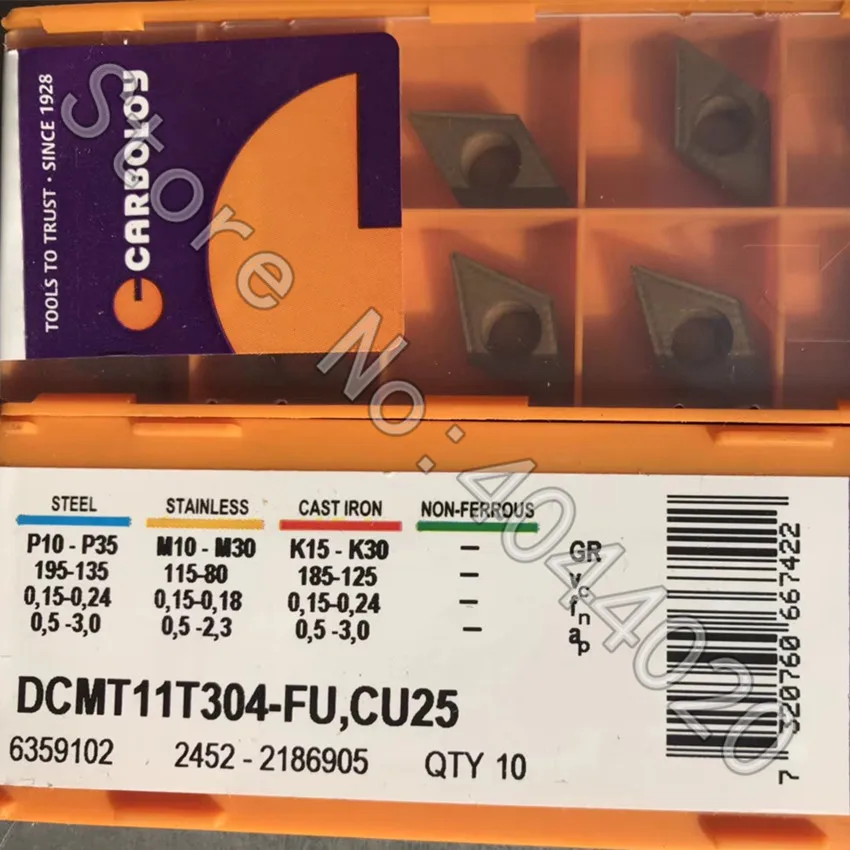 TOOLS TO TRUST · SINCE 1928
CARBOLOY
Store No: 4044020
STEEL STAINLESS CAST IRON NON-FERROUS
P10 - P35 M10 - M30 K15 - K30 – GR
195-135 115-80 185-125 – vc
0,15-0,24 0,15-0,18 0,15-0,24 – fn
0,5 -3,0 0,5 -2,3 0,5 -3,0 – ap
DCMT11T304-FU,CU25
6359102 2452 - 2186905 QTY 10
7 320760 667422